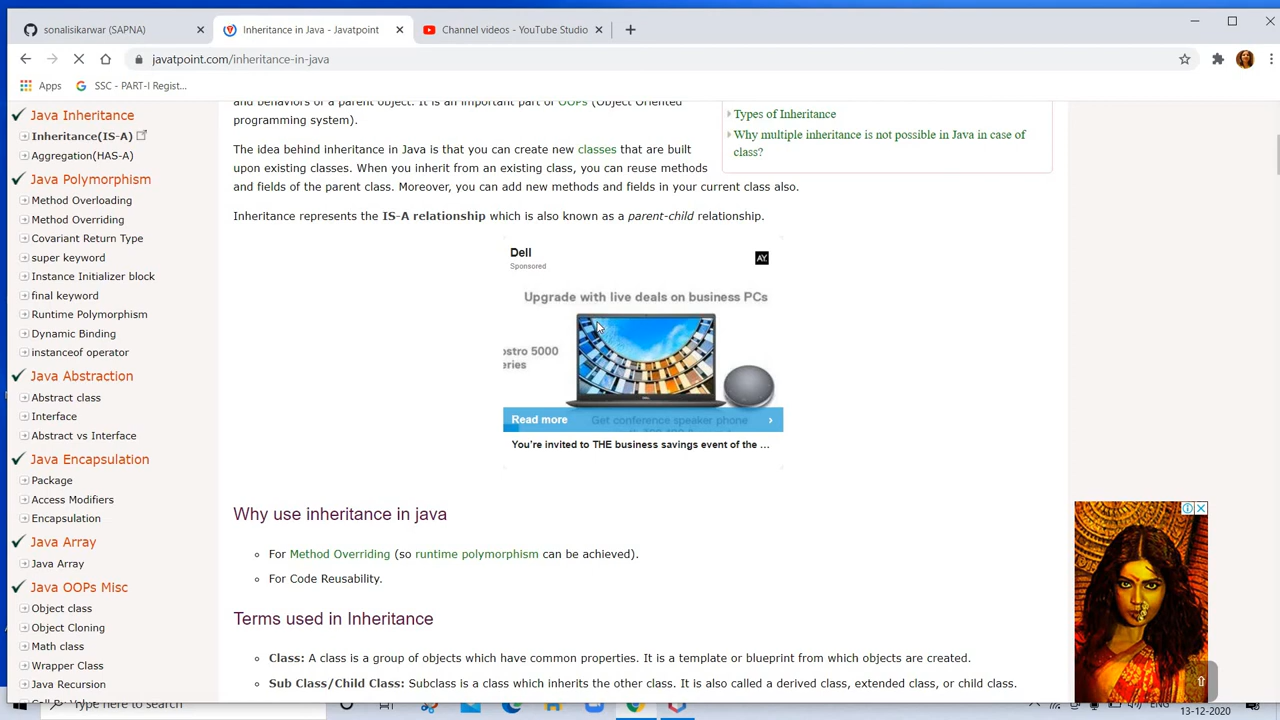 sonalisikarwar (SAPNA)
Inheritance in Java - Javatpoint
Channel videos - YouTube Studio
javatpoint.com/inheritance-in-java
Apps
SSC - PART-I Regist...
Java Inheritance
Inheritance(IS-A)
Aggregation(HAS-A)
Java Polymorphism
Method Overloading
Method Overriding
Covariant Return Type
super keyword
Instance Initializer block
final keyword
Runtime Polymorphism
Dynamic Binding
instanceof operator
Java Abstraction
Abstract class
Interface
Abstract vs Interface
Java Encapsulation
Package
Access Modifiers
Encapsulation
Java Array
Java Array
Java OOPs Misc
Object class
Object Cloning
Math class
Wrapper Class
Java Recursion
and behaviors of a parent object. It is an important part of OOPs (Object Oriented
programming system).
The idea behind inheritance in Java is that you can create new classes that are built
upon existing classes. When you inherit from an existing class, you can reuse methods
and fields of the parent class. Moreover, you can add new methods and fields in your current class also.
Inheritance represents the IS-A relationship which is also known as a parent-child relationship.
Types of Inheritance
Why multiple inheritance is not possible in Java in case of
class?
Dell
Sponsored
AY
Upgrade with live deals on business PCs
ostro 5000
eries
Read more
Get conference speaker phone
You're invited to THE business savings event of the ...
Why use inheritance in java
For Method Overriding (so runtime polymorphism can be achieved).
For Code Reusability.
Terms used in Inheritance
Class: A class is a group of objects which have common properties. It is a template or blueprint from which objects are created.
Sub Class/Child Class: Subclass is a class which inherits the other class. It is also called a derived class, extended class, or child class.
Type here to search
ENG
13-12-2020